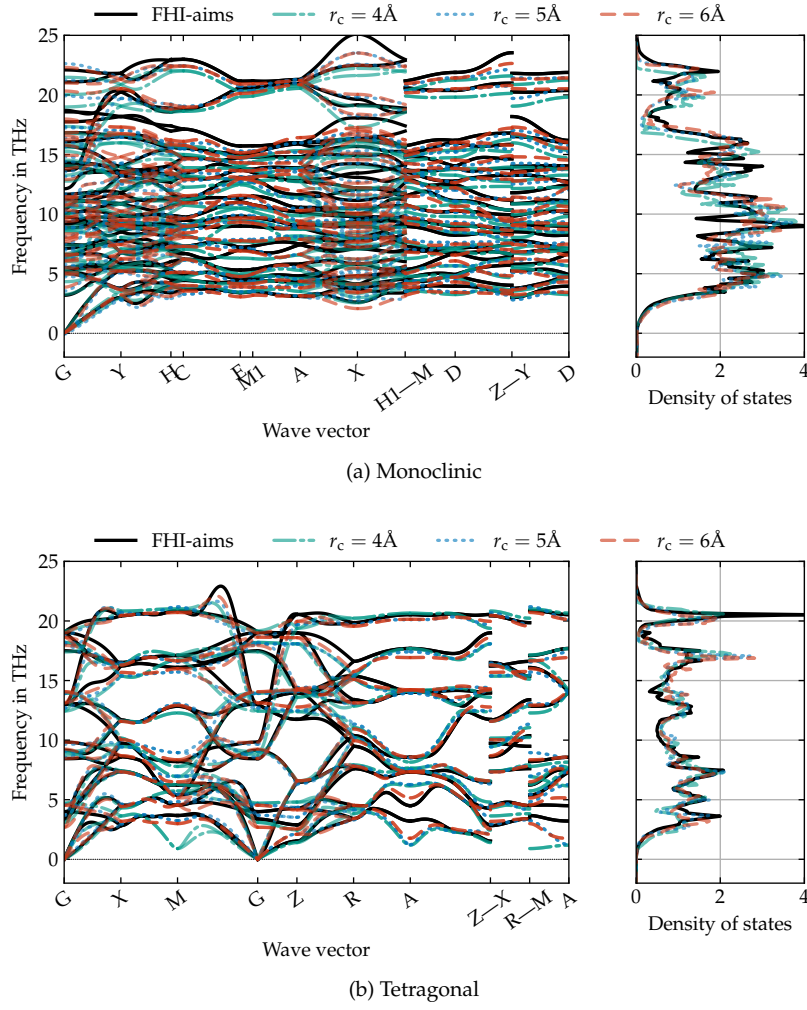 FHI-aims r_c = 4Å r_c = 5Å r_c = 6Å
25
20
15
10
5
0
Frequency in THz
G Y H C E M1 A X H1—M D Z—Y D
Wave vector
0 2 4
Density of states
(a) Monoclinic
FHI-aims r_c = 4Å r_c = 5Å r_c = 6Å
25
20
15
10
5
0
Frequency in THz
G X M G Z R A Z—X R—M A
Wave vector
0 2 4
Density of states
(b) Tetragonal